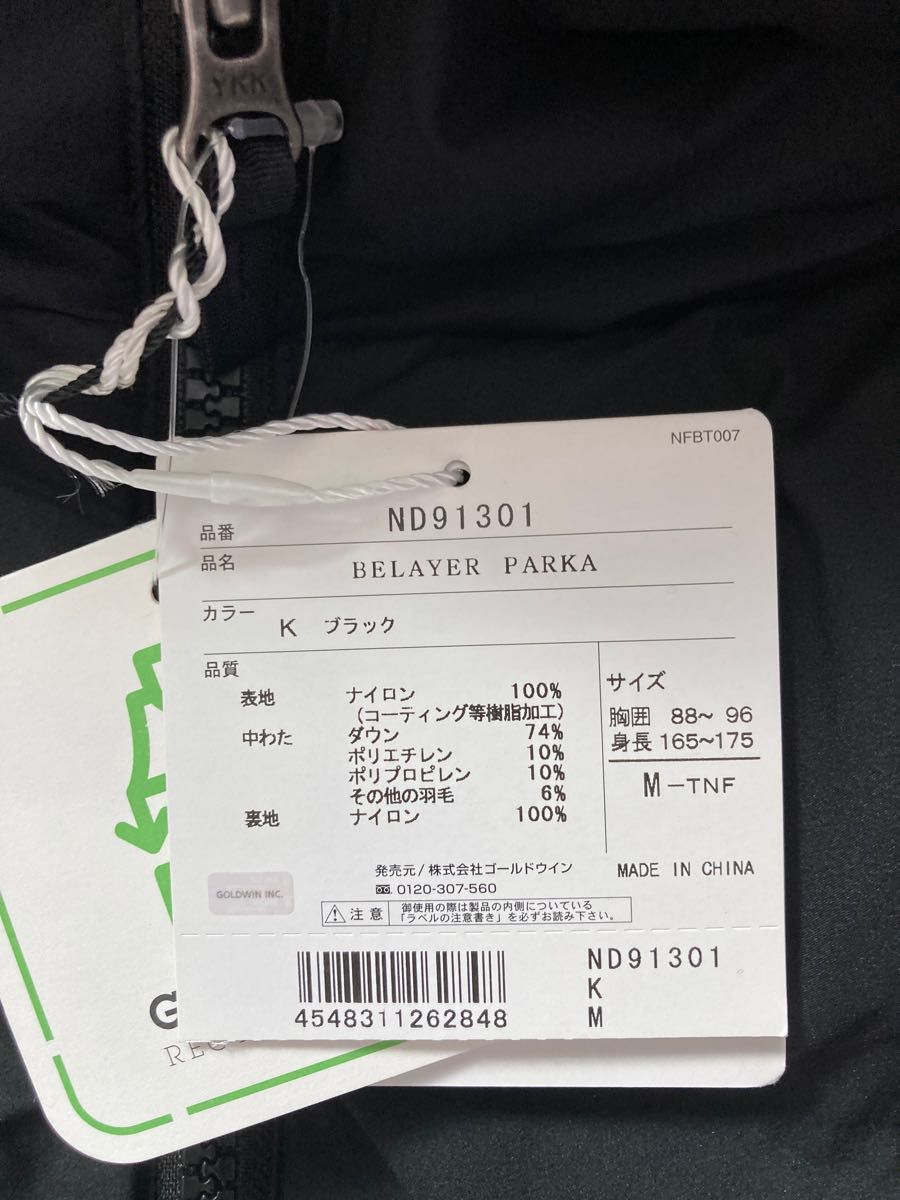 YKK
NFBT007
品番 ND91301
品名 BELAYER PARKA
カラー K ブラック
品質
表地 ナイロン 100%
(コーティング等樹脂加工)
中わた ダウン 74%
ポリエチレン 10%
ポリプロピレン 10%
その他の羽毛 6%
裏地 ナイロン 100%
サイズ
胸囲 88~ 96
身長 165~175
M-TNF
発売元/株式会社ゴールドウイン
0120-307-560
MADE IN CHINA
GOLDWIN INC.
注意 御使用の際は製品の内側についている
「ラベルの注意書き」を必ずお読み下さい。
4548311262848
ND91301
K
M
G
REC